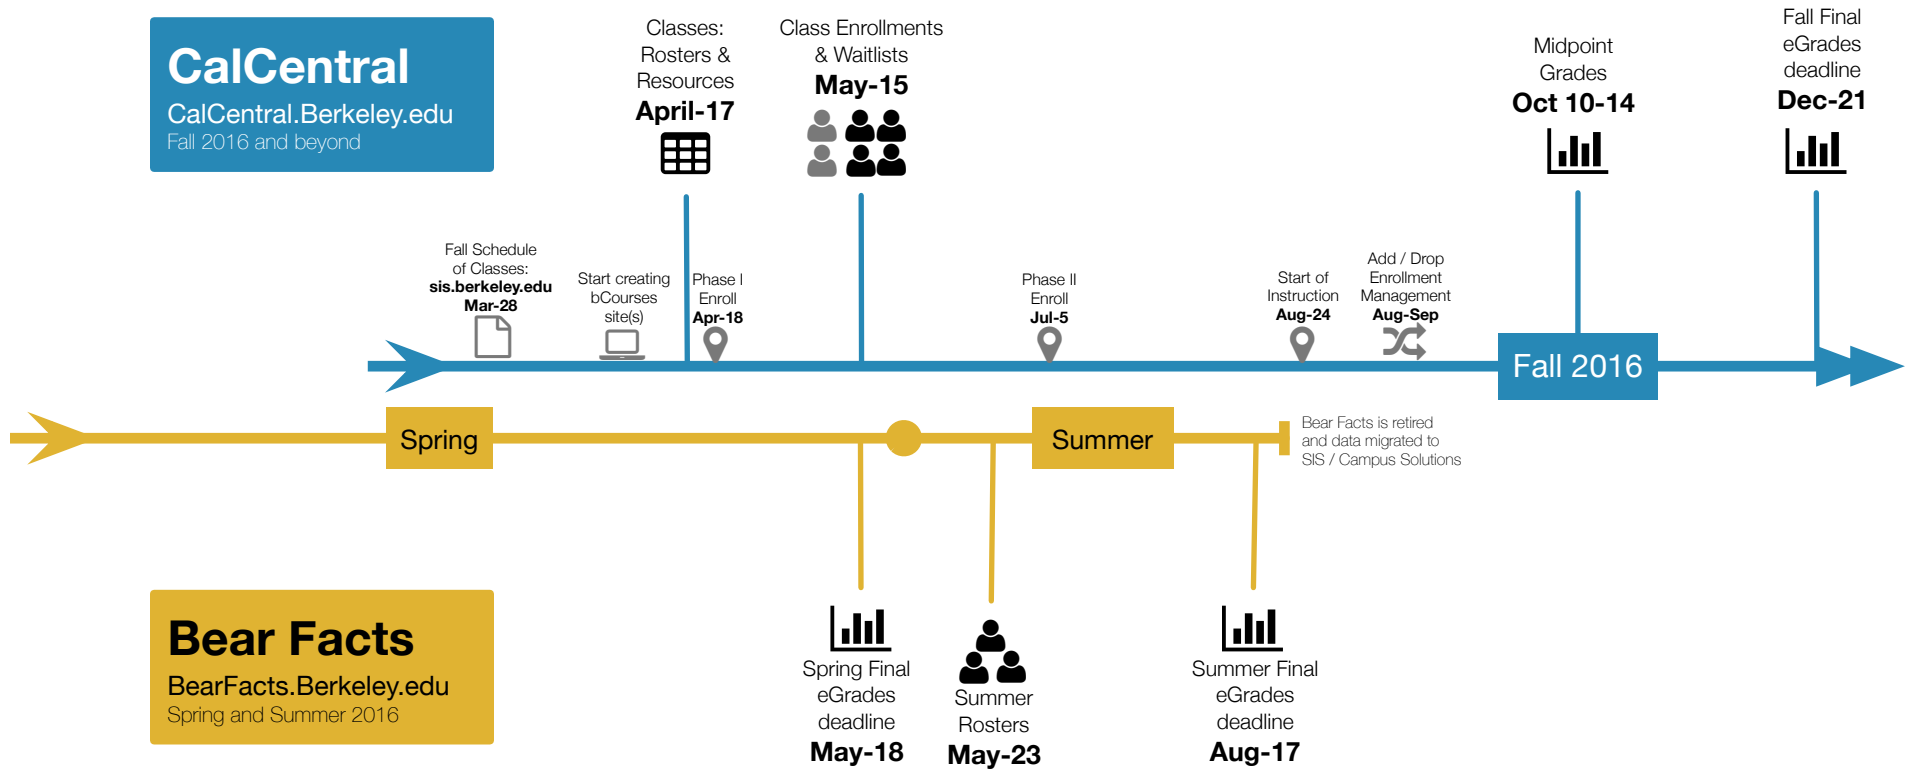 CalCentral
CalCentral.Berkeley.edu
Fall 2016 and beyond
Classes:
Rosters &
Resources
April-17
Class Enrollments
& Waitlists
May-15
Midpoint
Grades
Oct 10-14
Fall Final
eGrades
deadline
Dec-21
Fall Schedule
of Classes:
sis.berkeley.edu
Mar-28
Start creating
bCourses
site(s)
Phase I
Enroll
Apr-18
Phase II
Enroll
Jul-5
Start of
Instruction
Aug-24
Add / Drop
Enrollment
Management
Aug-Sep
Fall 2016
Spring
Summer
Bear Facts is retired
and data migrated to
SIS / Campus Solutions
Bear Facts
BearFacts.Berkeley.edu
Spring and Summer 2016
Spring Final
eGrades
deadline
May-18
Summer
Rosters
May-23
Summer Final
eGrades
deadline
Aug-17